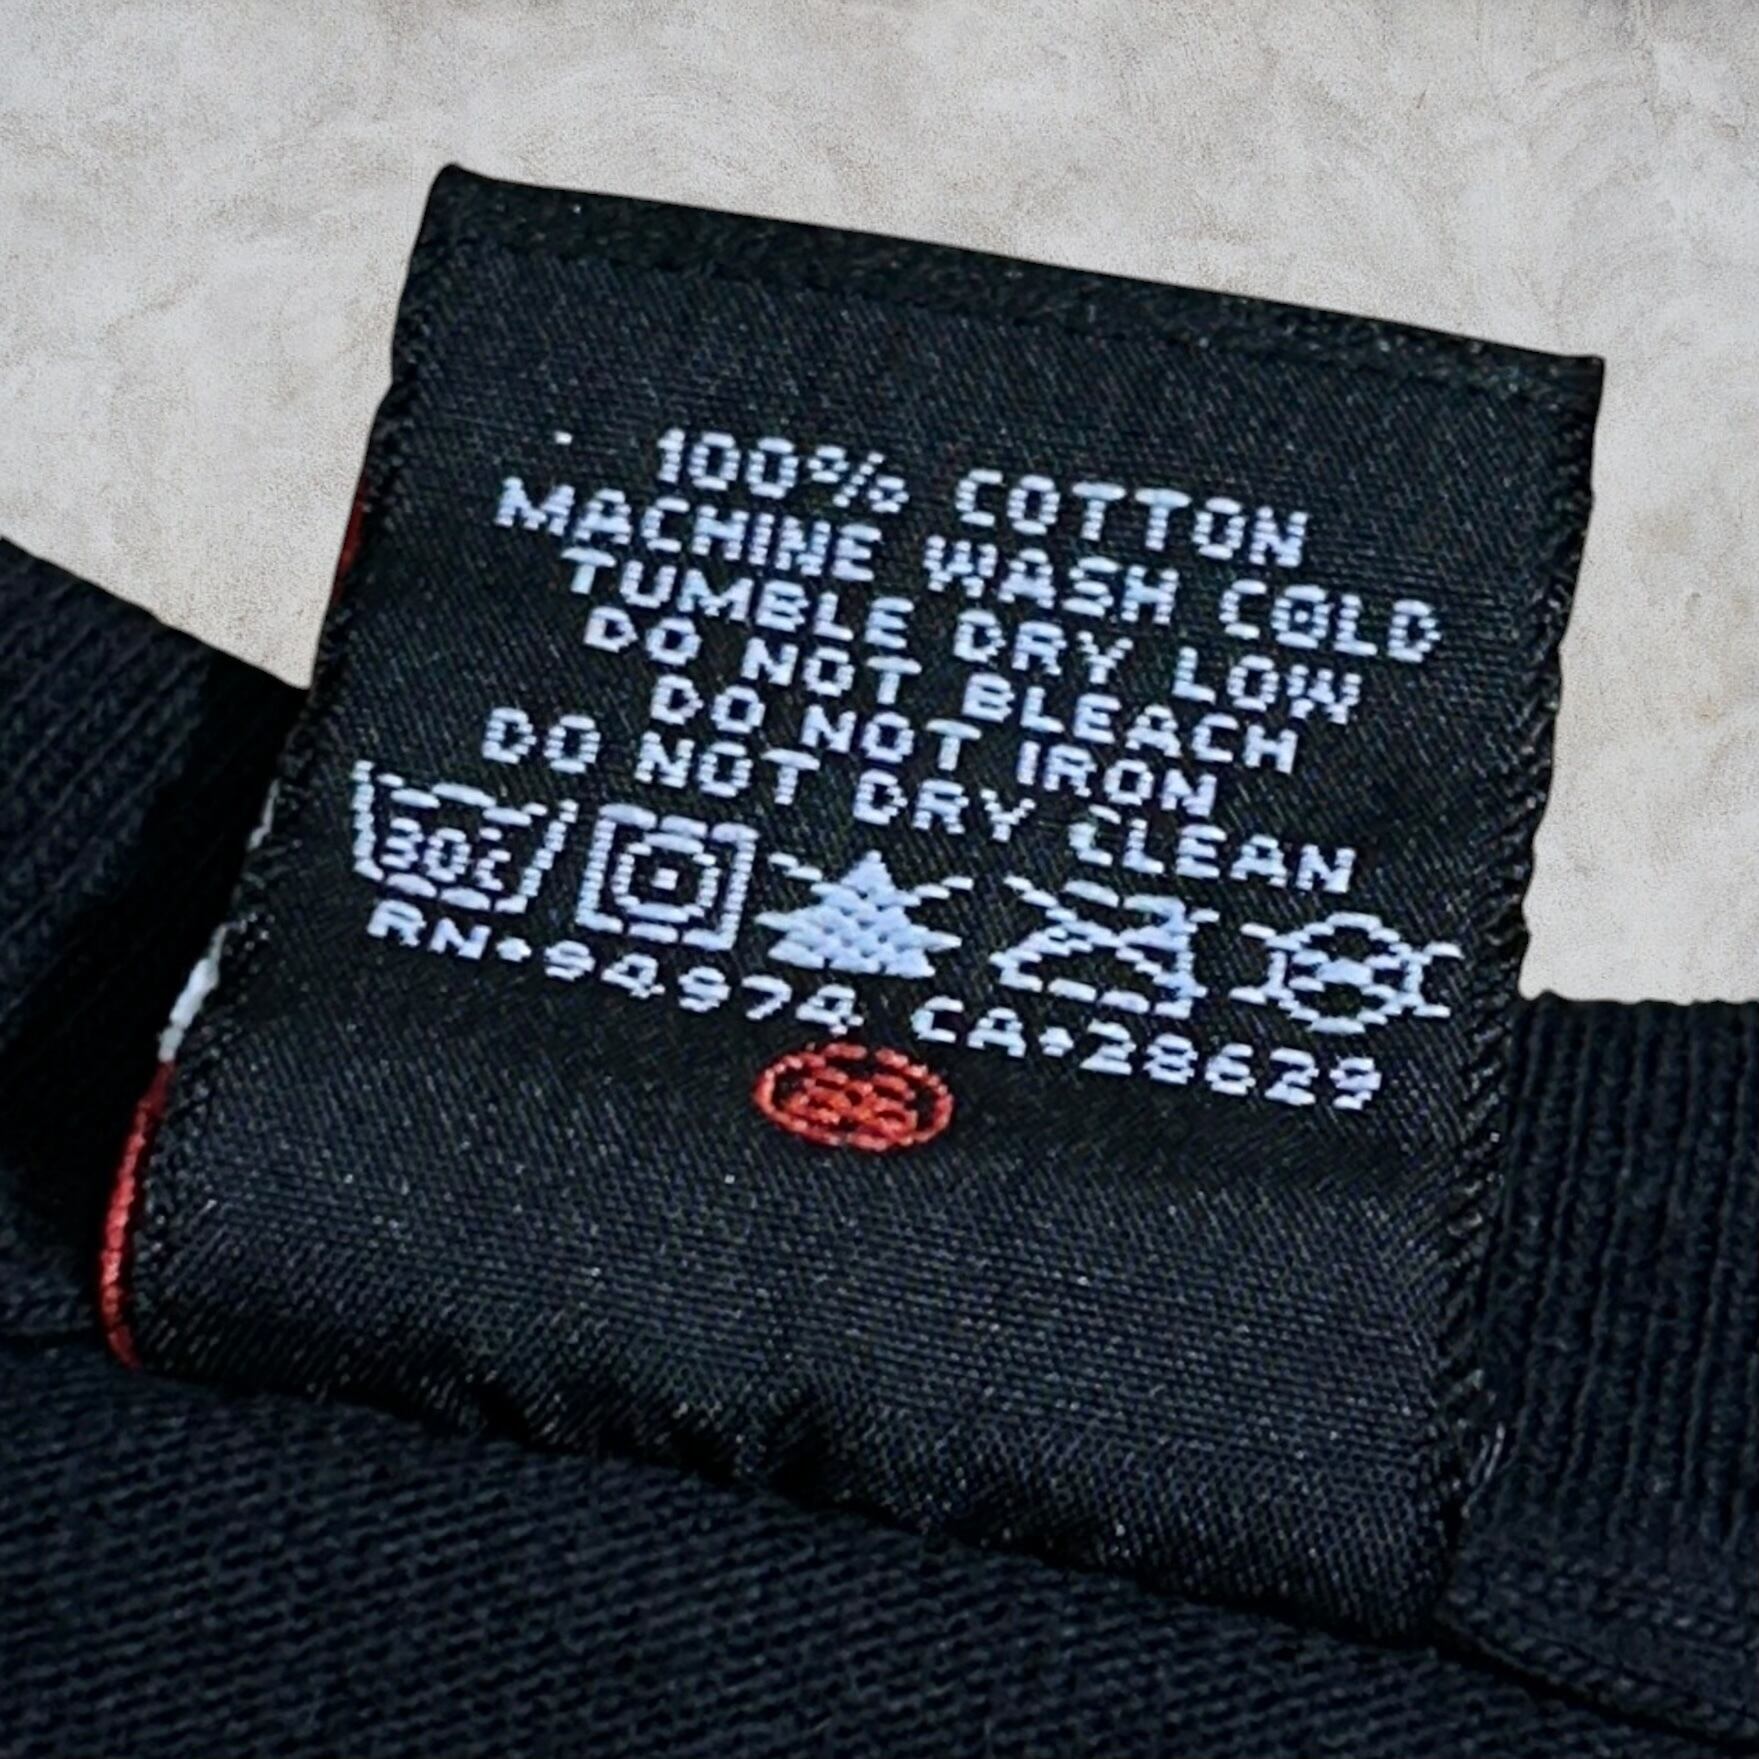 100% COTTON
MACHINE WASH COLD
TUMBLE DRY LOW
DO NOT BLEACH
DO NOT IRON
DO NOT DRY CLEAN
30C
RN•94974 CA•28629